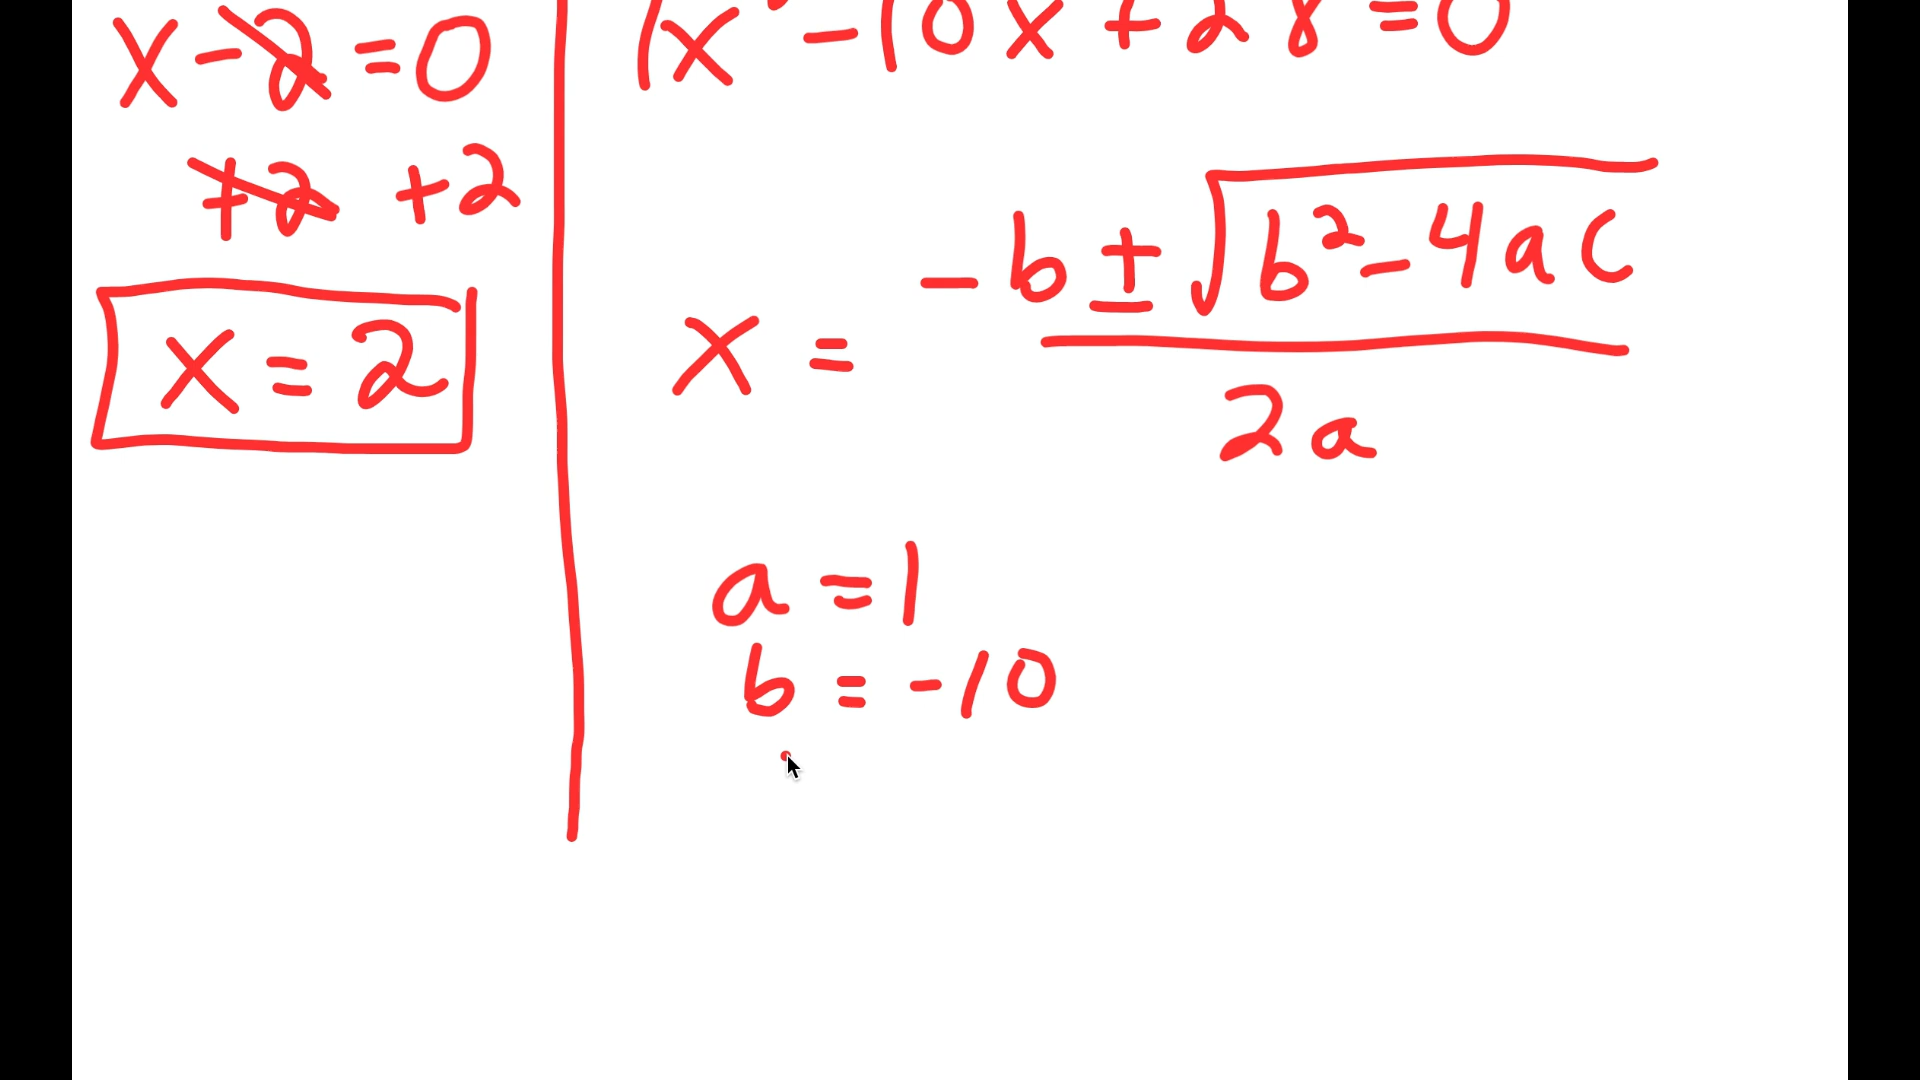 x - 2 = 0
+2 +2
x = 2
1x² - 10x + 28 = 0
x = -b ± √b² - 4ac
2a
a = 1
b = -10